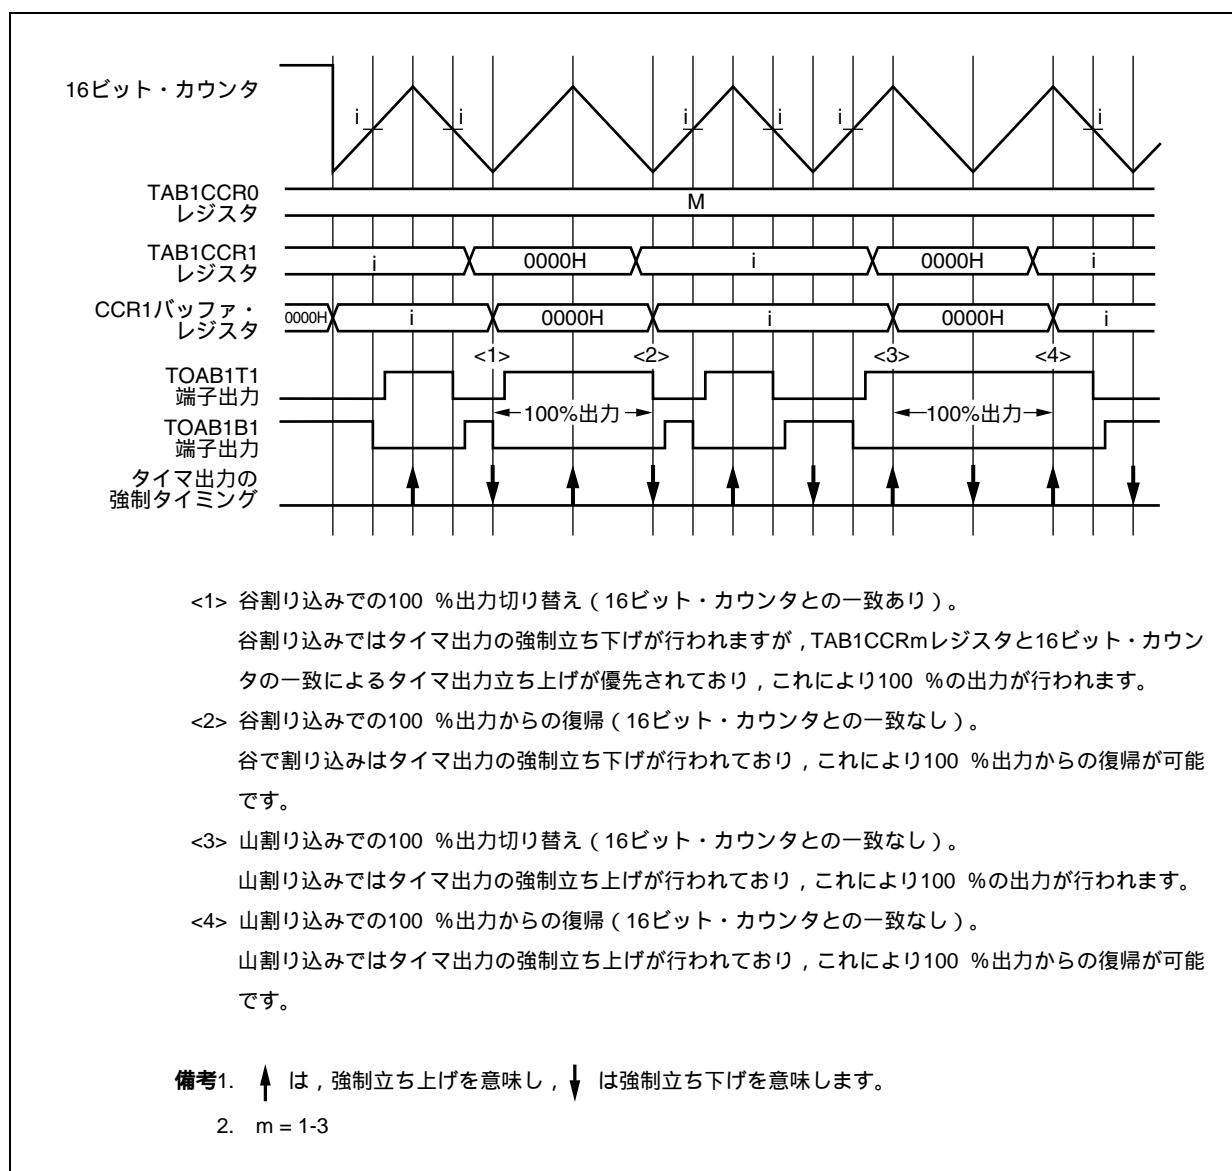 16ビット・カウンタ
i i i i i i
TAB1CCR0
レジスタ
M
TAB1CCR1
レジスタ
i 0000H i 0000H i
CCR1バッファ・
レジスタ
0000H i 0000H i 0000H i
<1> <2> <3> <4>
TOAB1T1
端子出力
100%出力 100%出力
TOAB1B1
端子出力
タイマ出力の
強制タイミング
<1> 谷割り込みでの100 %出力切り替え(16ビット・カウンタとの一致あり)。
谷割り込みではタイマ出力の強制立ち下げが行われますが,TAB1CCRmレジスタと16ビット・カウン
タの一致によるタイマ出力立ち上げが優先されており,これにより100 %の出力が行われます。
<2> 谷割り込みでの100 %出力からの復帰(16ビット・カウンタとの一致なし)。
谷で割り込みはタイマ出力の強制立ち下げが行われており,これにより100 %出力からの復帰が可能
です。
<3> 山割り込みでの100 %出力切り替え(16ビット・カウンタとの一致なし)。
山割り込みではタイマ出力の強制立ち上げが行われており,これにより100 %の出力が行われます。
<4> 山割り込みでの100 %出力からの復帰(16ビット・カウンタとの一致なし)。
山割り込みではタイマ出力の強制立ち上げが行われており,これにより100 %出力からの復帰が可能
です。
備考1. ↑ は,強制立ち上げを意味し,↓ は強制立ち下げを意味します。
2. m = 1-3